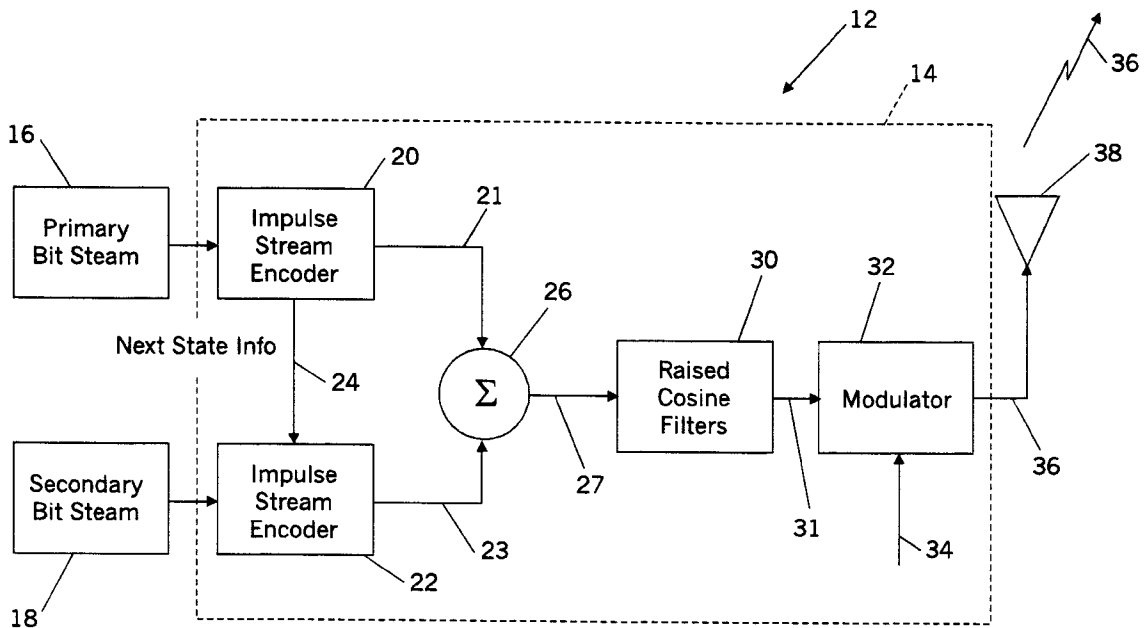 12
36
14
16
20
38
21
Primary
Bit Steam
Impulse
Stream
Encoder
30
32
26
Next State Info
24
Σ
Raised
Cosine
Filters
Modulator
27
31
36
34
Secondary
Bit Steam
Impulse
Stream
Encoder
23
22
18